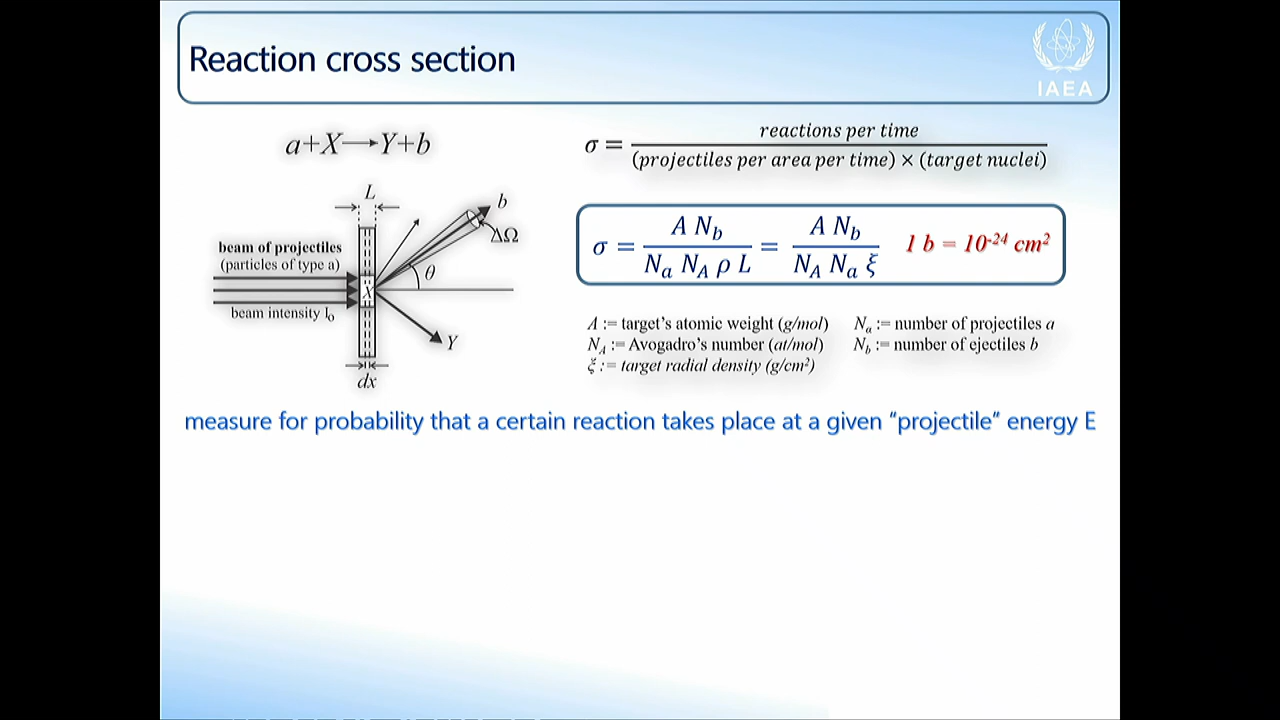 Reaction cross section
IAEA
a+X→Y+b
σ = reactions per time / (projectiles per area per time) × (target nuclei)
L
b
ΔΩ
beam of projectiles
(particles of type a)
θ
X
beam intensity I₀
Y
dx
σ = A N_b / N_a N_A ρ L = A N_b / N_A N_a ξ
1 b = 10⁻²⁴ cm²
A := target's atomic weight (g/mol)
N_a := number of projectiles a
N_A := Avogadro's number (at/mol)
N_b := number of ejectiles b
ξ := target radial density (g/cm²)
measure for probability that a certain reaction takes place at a given “projectile” energy E